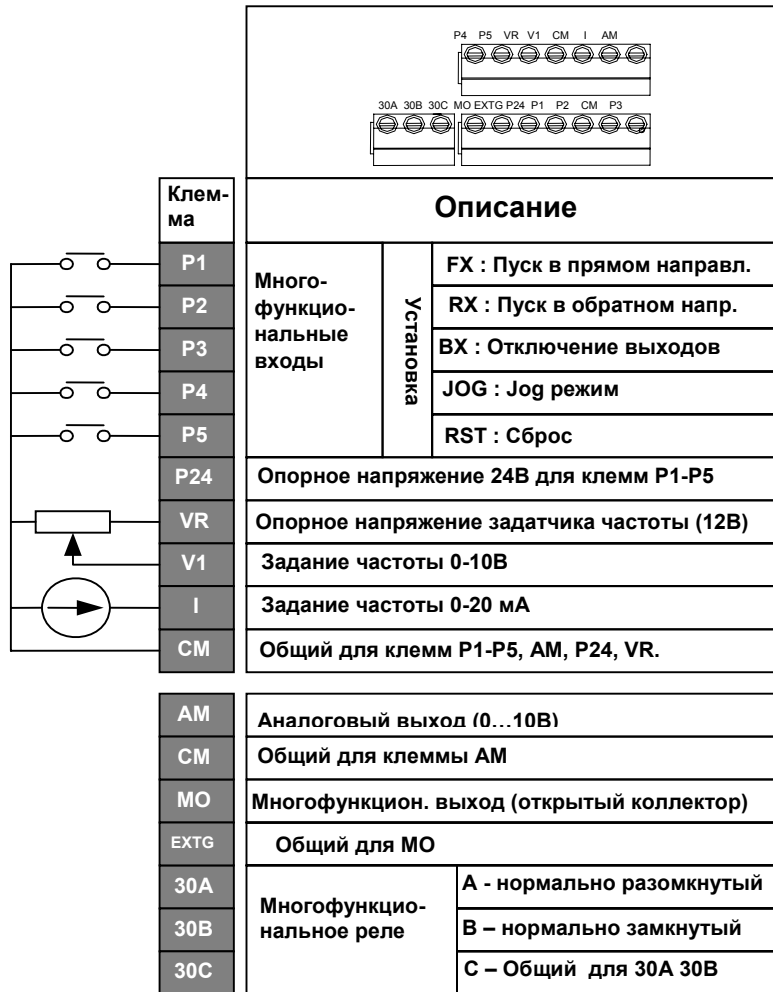 P4 P5 VR V1 CM I AM
30A 30B 30C MO EXTG P24 P1 P2 CM P3
Клем-
ма
Описание
P1
Много-
функцио-
нальные
входы
Установка
FX : Пуск в прямом направл.
P2
RX : Пуск в обратном напр.
P3
BX : Отключение выходов
P4
JOG : Jog режим
P5
RST : Сброс
P24
Опорное напряжение 24В для клемм P1-P5
VR
Опорное напряжение задатчика частоты (12В)
V1
Задание частоты 0-10В
I
Задание частоты 0-20 мА
CM
Общий для клемм P1-P5, AM, P24, VR.
AM
Аналоговый выход (0…10В)
CM
Общий для клеммы AM
MO
Многофункцион. выход (открытый коллектор)
EXTG
Общий для MO
30A
Многофункцио-
нальное реле
A - нормально разомкнутый
30B
B – нормально замкнутый
30C
C – Общий для 30A 30B